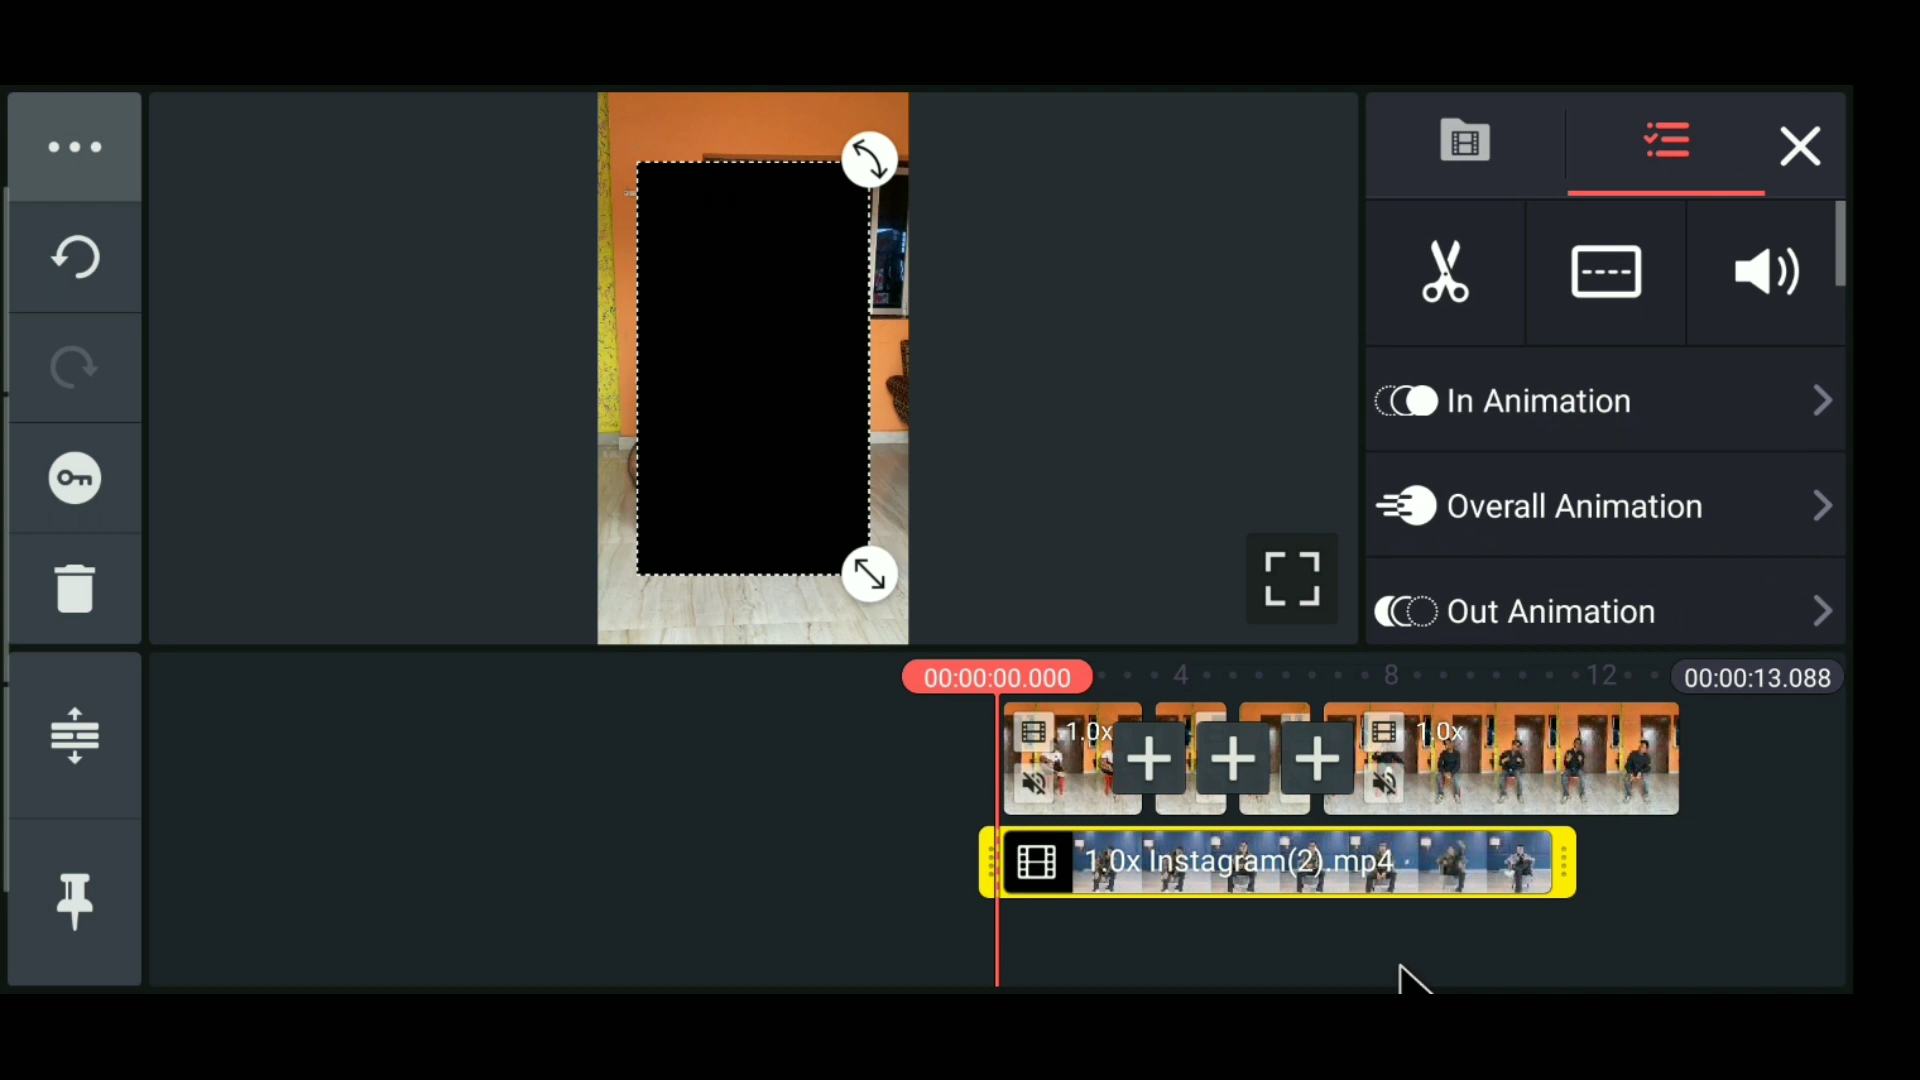 In Animation
Overall Animation
Out Animation
00:00:00.000
4
8
12
00:00:13.088
1.0x
1.0x
1.0x Instagram(2).mp4